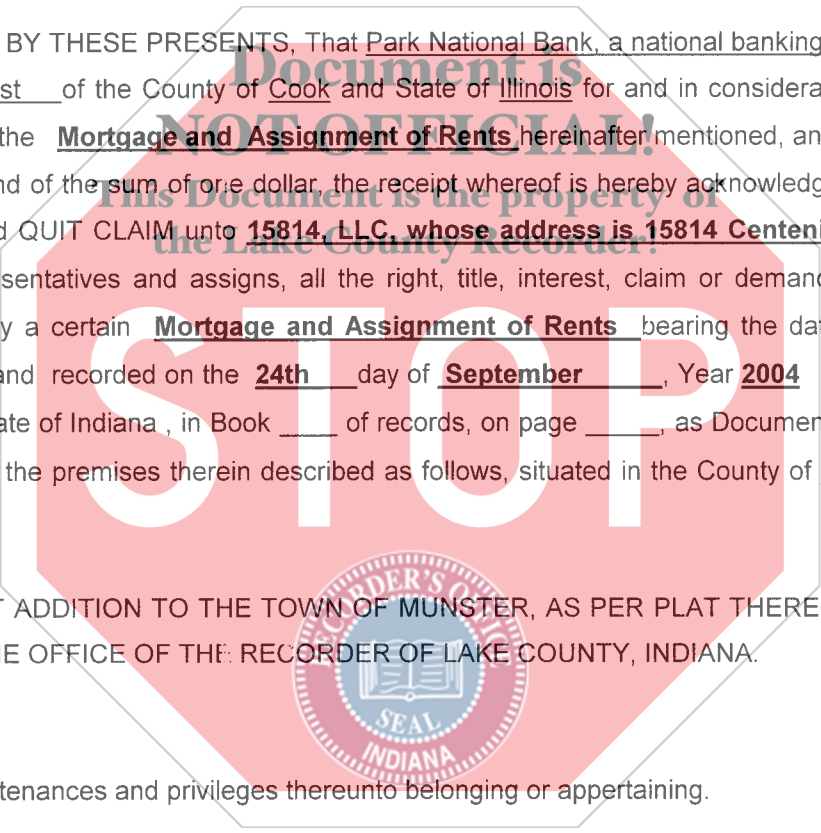 BY THESE PRESENTS, That Park National Bank, a national banking
Document is
st of the County of Cook and State of Illinois for and in considera
the Mortgage and Assignment of Rents hereinafter mentioned, an
NOT OFFICIAL!
nd of the sum of one dollar, the receipt whereof is hereby acknowledg
This Document is the property of
d QUIT CLAIM unto 15814, LLC, whose address is 15814 Centeni
the Lake County Recorder!
sentatives and assigns, all the right, title, interest, claim or demand
y a certain Mortgage and Assignment of Rents bearing the dat
and recorded on the 24th day of September , Year 2004
STOP
ate of Indiana , in Book ____ of records, on page _____, as Documen
the premises therein described as follows, situated in the County of
T ADDITION TO THE TOWN OF MUNSTER, AS PER PLAT THERE
E OFFICE OF THE RECORDER OF LAKE COUNTY, INDIANA.
RECORDER'S OFFICE
SEAL
INDIANA
tenances and privileges thereunto belonging or appertaining.